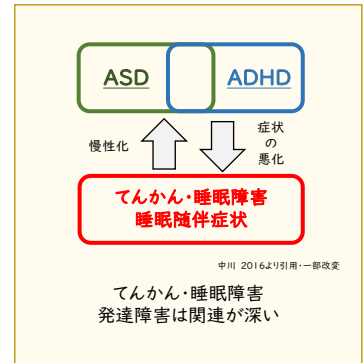 ASD
ADHD
慢性化
症状
の
悪化
てんかん・睡眠障害
睡眠随伴症状
中川 2016より引用・一部改変
てんかん・睡眠障害
発達障害は関連が深い